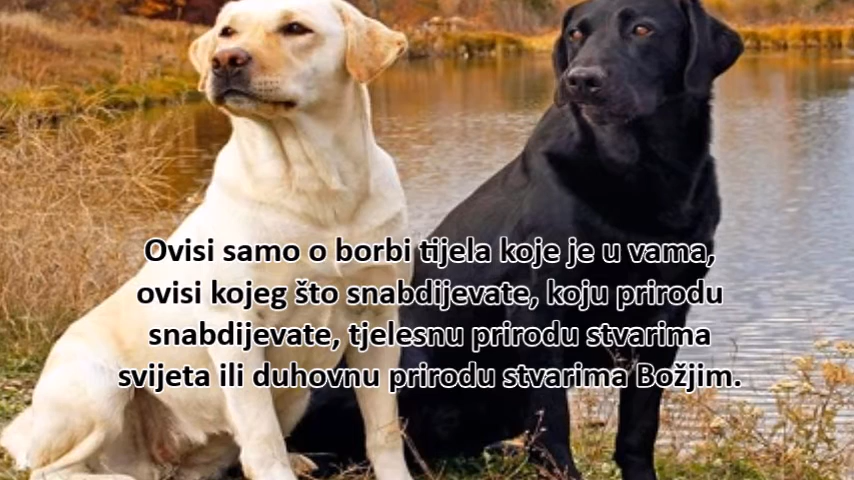 Ovisi samo o borbi tijela koje je u vama,
ovisi kojeg što snabdijevate, koju prirodu
snabdijevate, tjelesnu prirodu stvarima
svijeta ili duhovnu prirodu stvarima Božjim.